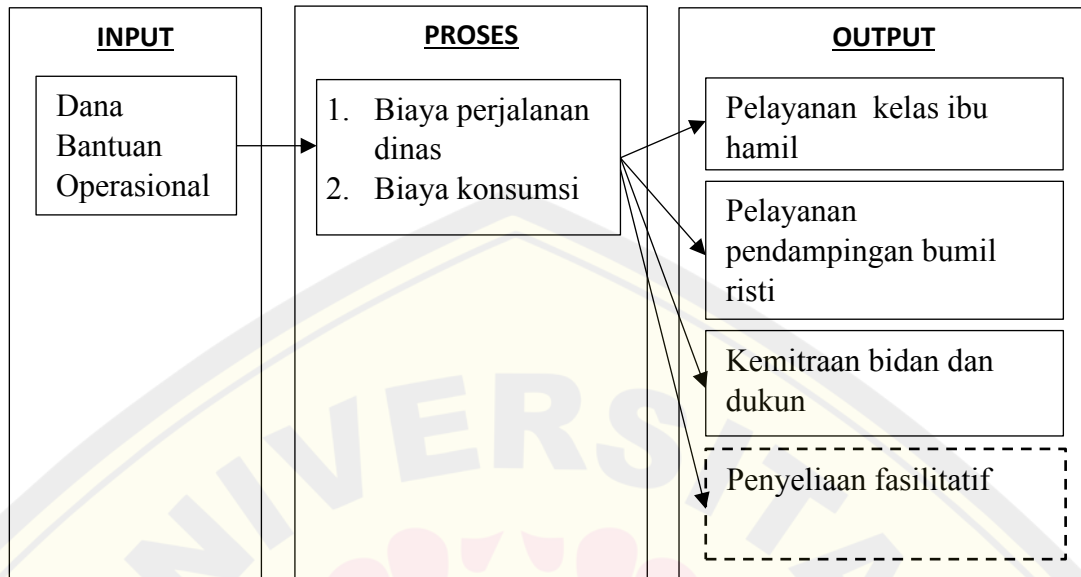 INPUT
Dana
Bantuan
Operasional
PROSES
1. Biaya perjalanan
dinas
2. Biaya konsumsi
OUTPUT
Pelayanan kelas ibu
hamil
Pelayanan
pendampingan bumil
risti
Kemitraan bidan dan
dukun
Penyeliaan fasilitatif
NIVERSITA